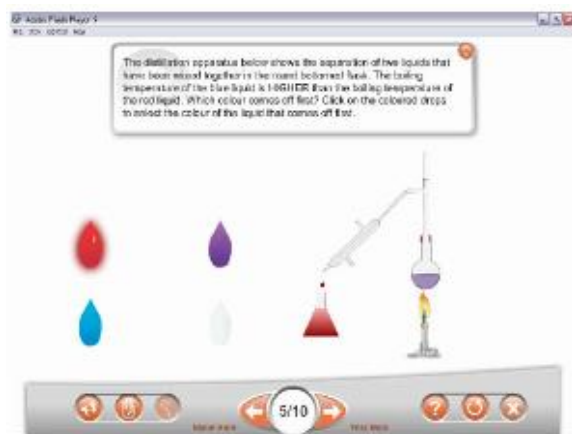 Adobe Flash Player 9
The distillation apparatus below shows the separation of two liquids that
have been mixed together in the round bottomed flask. The boiling
temperature of the blue liquid is HIGHER than the boiling temperature of
the red liquid. Which colour comes off first? Click on the coloured drops
to select the colour of the liquid that comes off first.
5/10
?